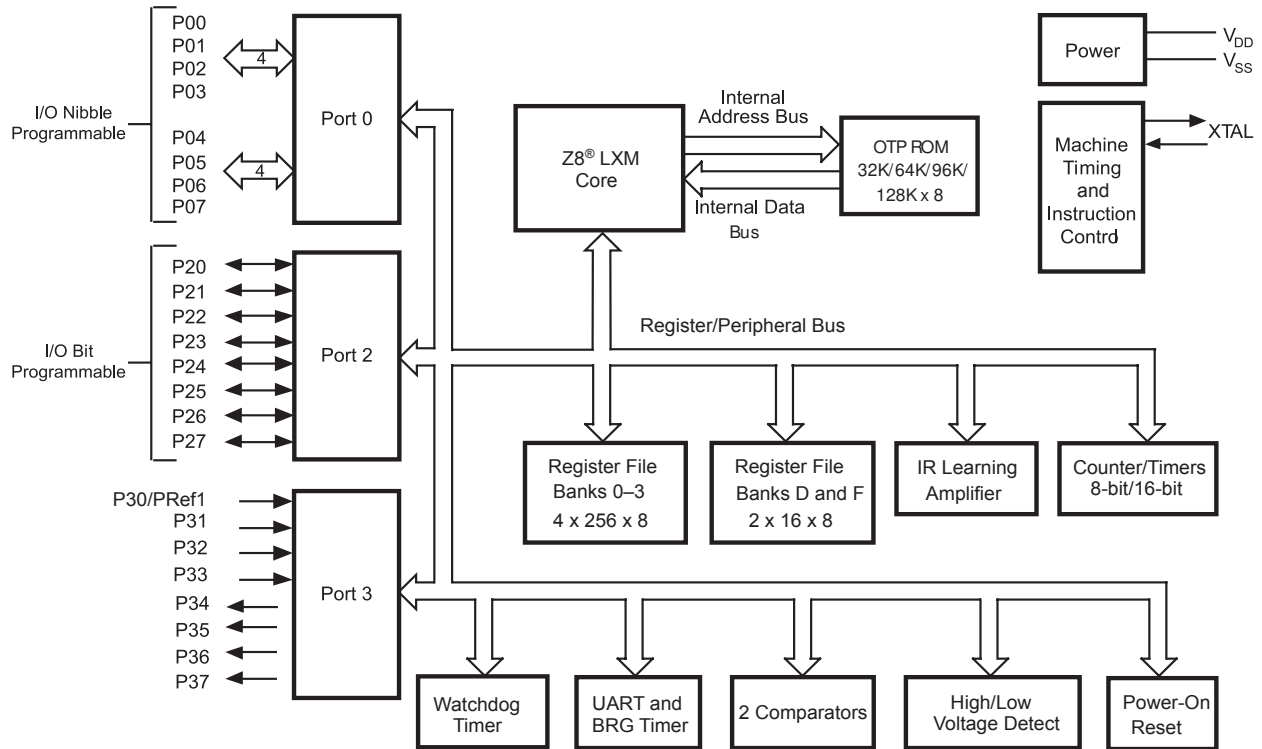 P00
P01
P02
P03
4
I/O Nibble
Programmable
P04
P05
P06
P07
4
Port 0
I/O Bit
Programmable
P20
P21
P22
P23
P24
P25
P26
P27
Port 2
P30/PRef1
P31
P32
P33
P34
P35
P36
P37
Port 3
Z8® LXM
Core
Internal
Address Bus
Internal Data
Bus
OTP ROM
32K/64K/96K/
128K x 8
Power
VDD
VSS
Machine
Timing
and
Instruction
Control
XTAL
Register/Peripheral Bus
Register File
Banks 0–3
4 x 256 x 8
Register File
Banks D and F
2 x 16 x 8
IR Learning
Amplifier
Counter/Timers
8-bit/16-bit
Watchdog
Timer
UART and
BRG Timer
2 Comparators
High/Low
Voltage Detect
Power-On
Reset